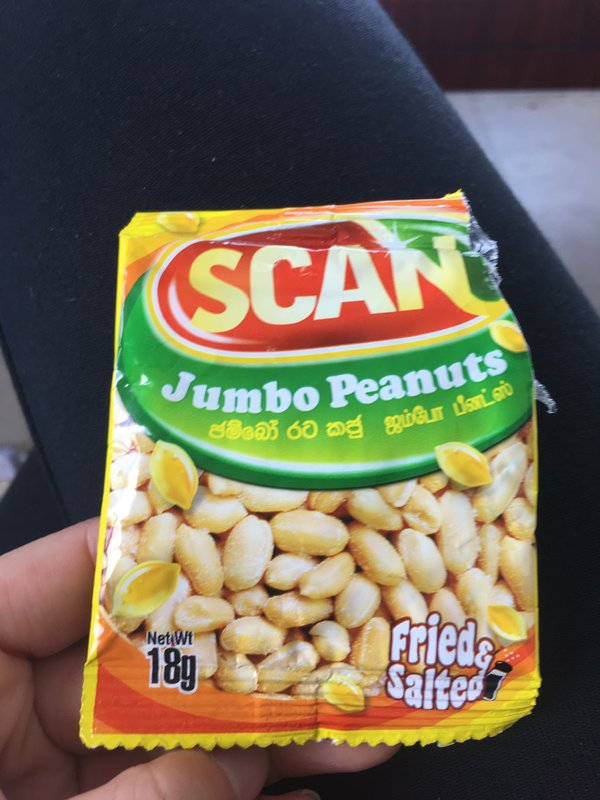 SCAN
Jumbo Peanuts
ජම්බෝ රට කජු ஜம்போ பீனட்ஸ்
Net Wt
18g
Fried &
Salted